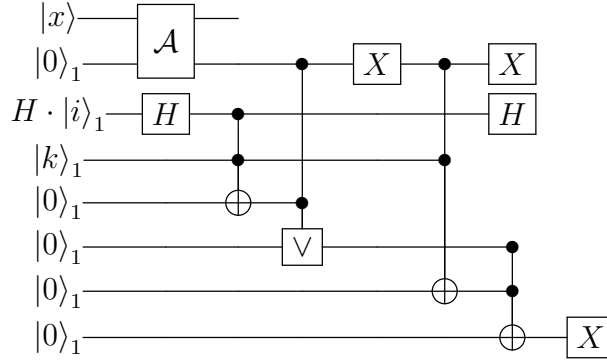 |x⟩ 𝒜
|0⟩₁ X X
H · |i⟩₁ H H
|k⟩₁
|0⟩₁
|0⟩₁ ∨
|0⟩₁
|0⟩₁ X